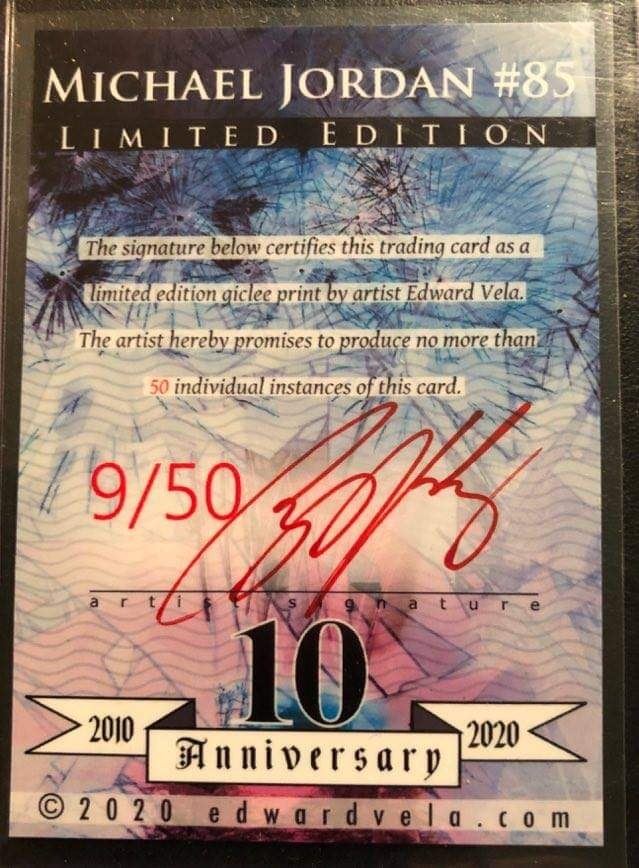 MICHAEL JORDAN #85
LIMITED EDITION
The signature below certifies this trading card as a
limited edition giclee print by artist Edward Vela.
The artist hereby promises to produce no more than
50 individual instances of this card.
9/50
artist signature
10
2010 Anniversary 2020
© 2020 edwardvela.com